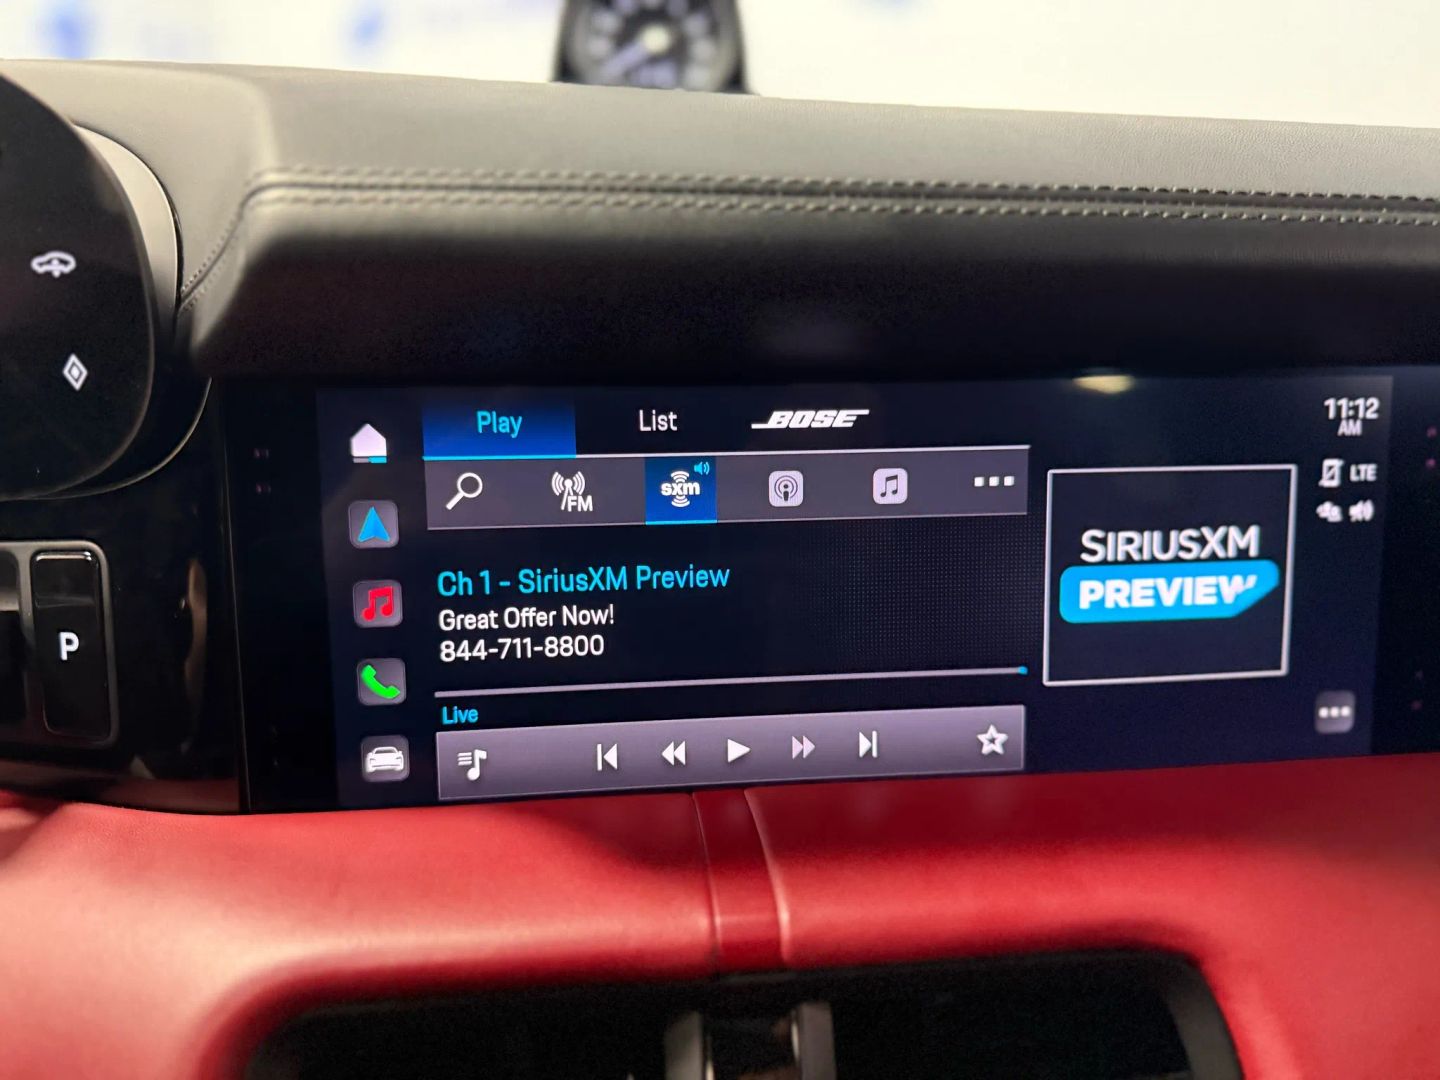 Play List BOSE
11:12
AM
FM
sxm
LTE
Ch 1 - SiriusXM Preview
Great Offer Now!
844-711-8800
SIRIUSXM
PREVIEW
Live
P